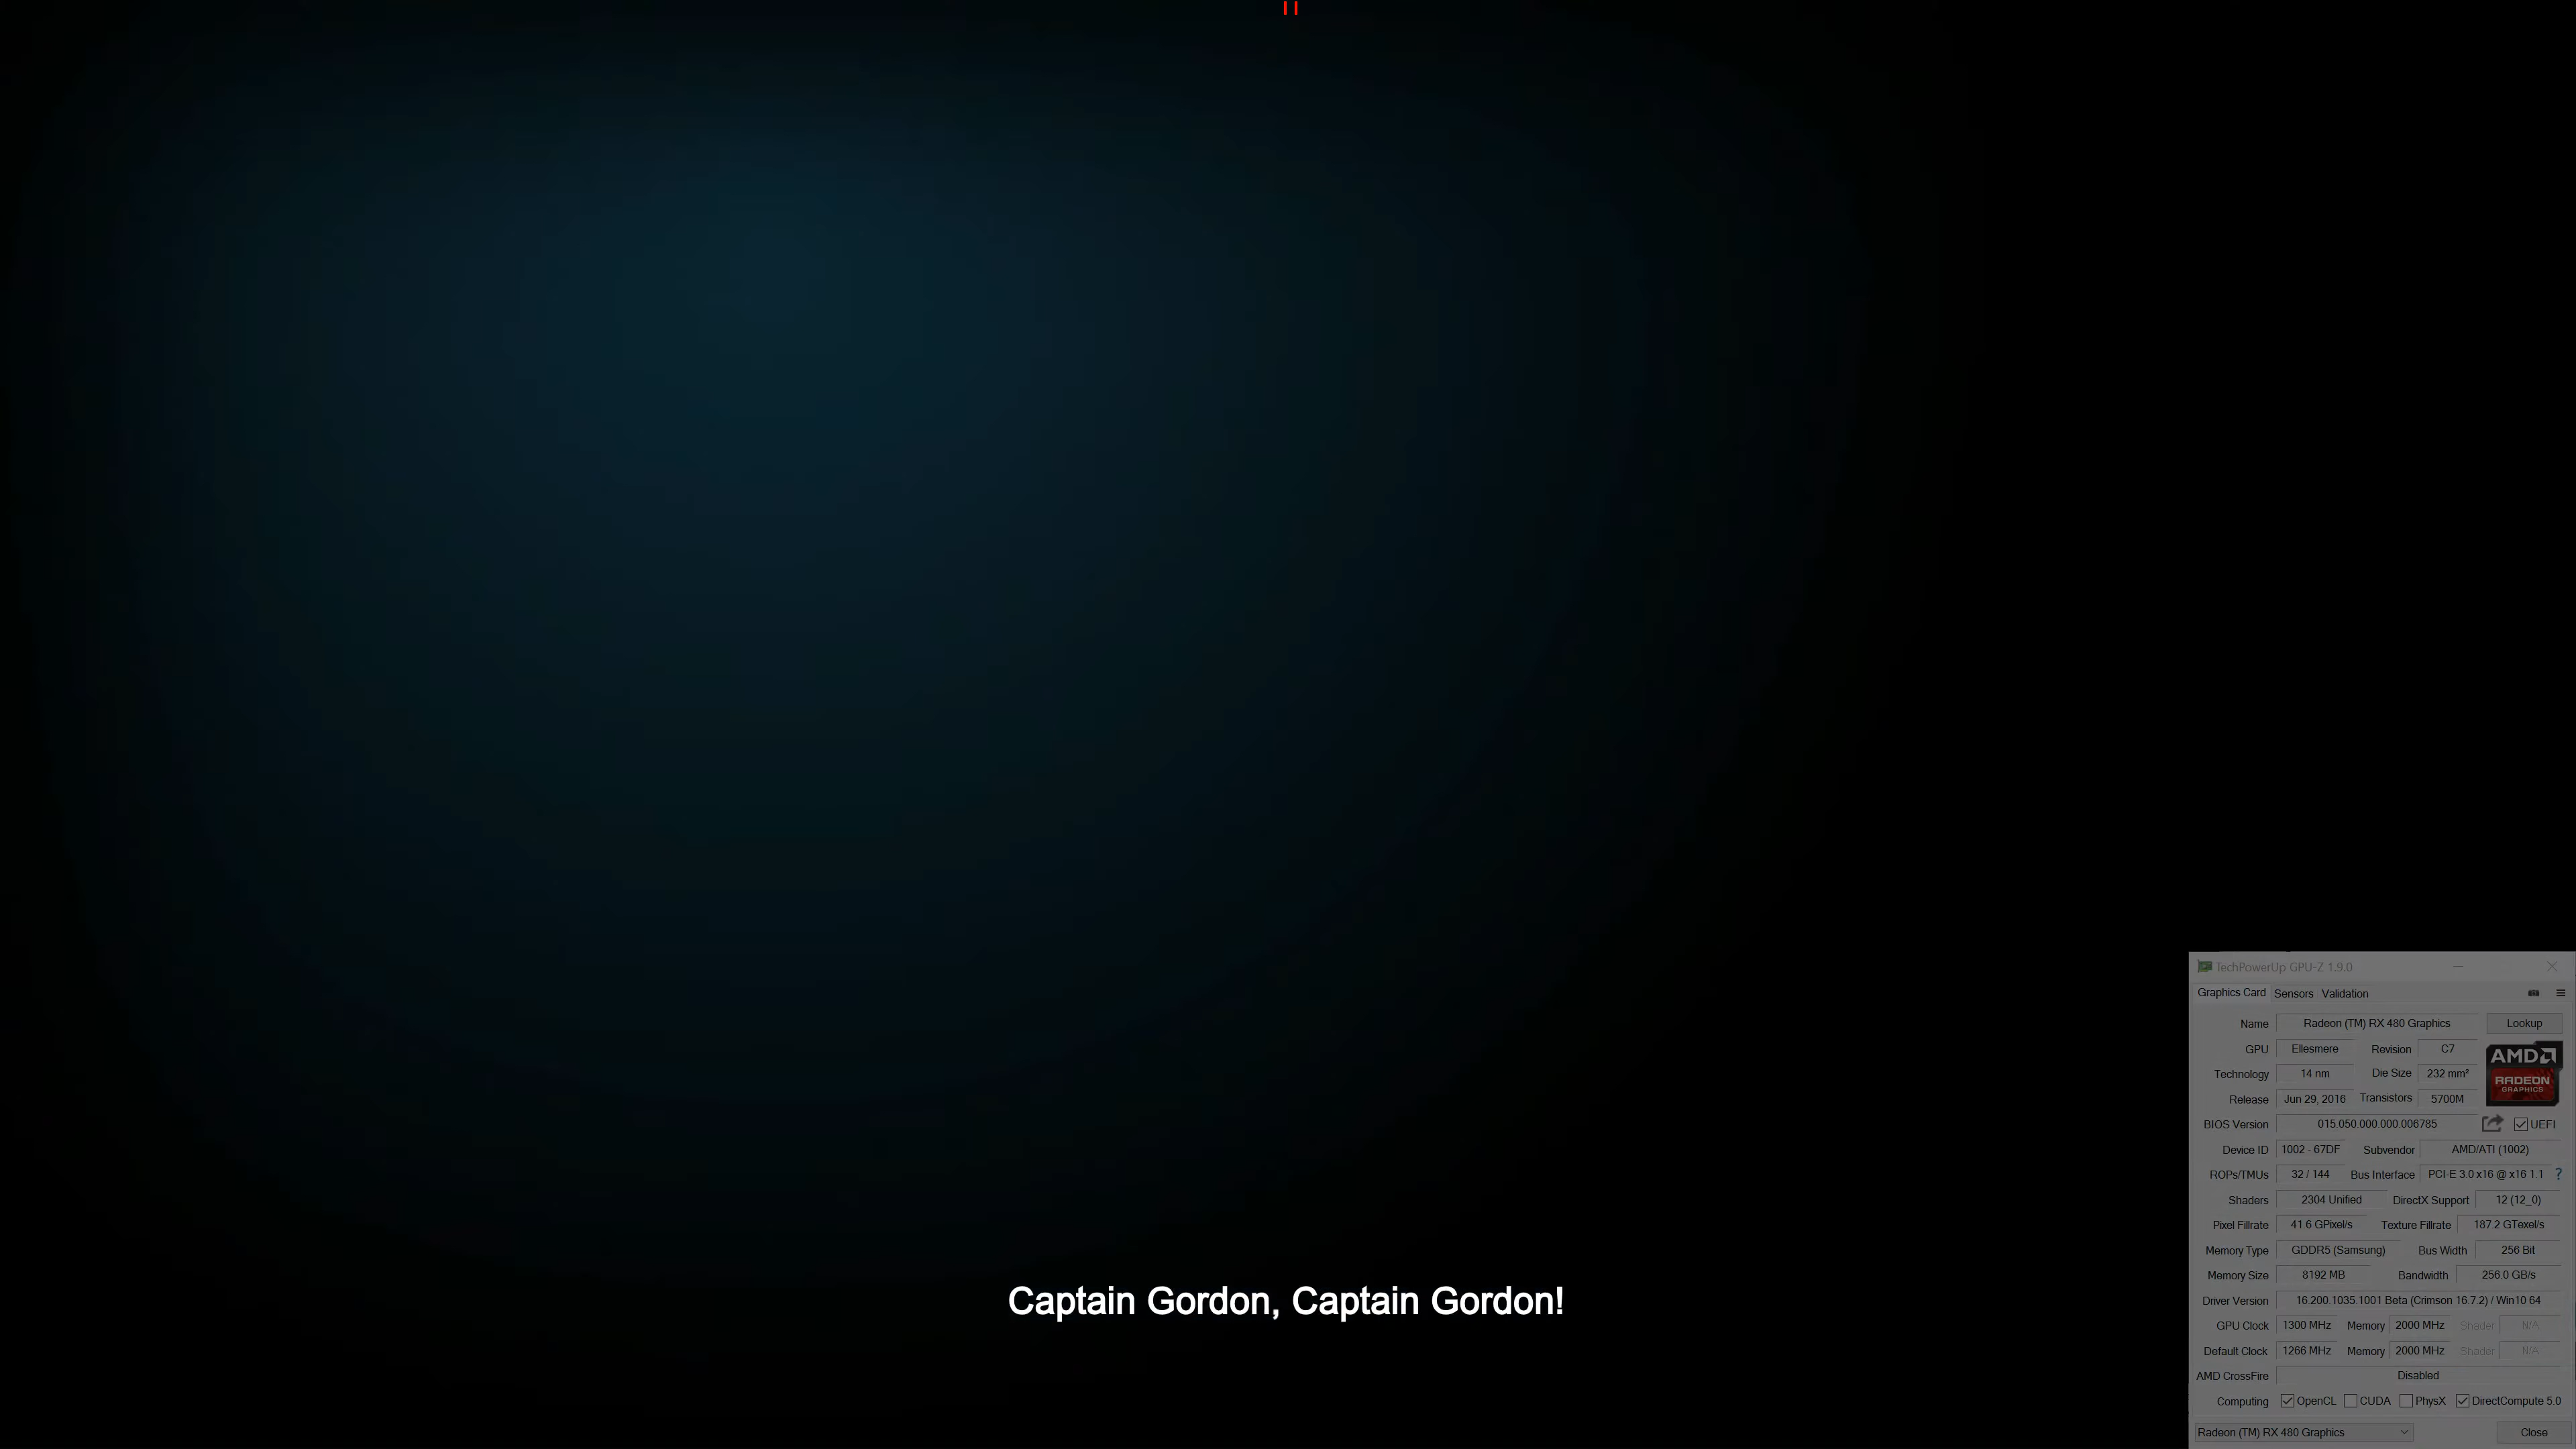 TechPowerUp GPU-Z 1.9.0
Graphics Card Sensors Validation
Name Radeon (TM) RX 480 Graphics Lookup
GPU Ellesmere Revision C7
AMD
RADEON
GRAPHICS
Technology 14 nm Die Size 232 mm²
Release Jun 29, 2016 Transistors 5700M
BIOS Version 015.050.000.000.006785 UEFI
Device ID 1002 - 67DF Subvendor AMD/ATI (1002)
ROPs/TMUs 32 / 144 Bus Interface PCI-E 3.0 x16 @ x16 1.1 ?
Shaders 2304 Unified DirectX Support 12 (12_0)
Pixel Fillrate 41.6 GPixel/s Texture Fillrate 187.2 GTexel/s
Memory Type GDDR5 (Samsung) Bus Width 256 Bit
Memory Size 8192 MB Bandwidth 256.0 GB/s
Captain Gordon, Captain Gordon!
Driver Version 16.200.1035.1001 Beta (Crimson 16.7.2) / Win10 64
GPU Clock 1300 MHz Memory 2000 MHz Shader N/A
Default Clock 1266 MHz Memory 2000 MHz Shader N/A
AMD CrossFire Disabled
Computing OpenCL CUDA PhysX DirectCompute 5.0
Radeon (TM) RX 480 Graphics Close